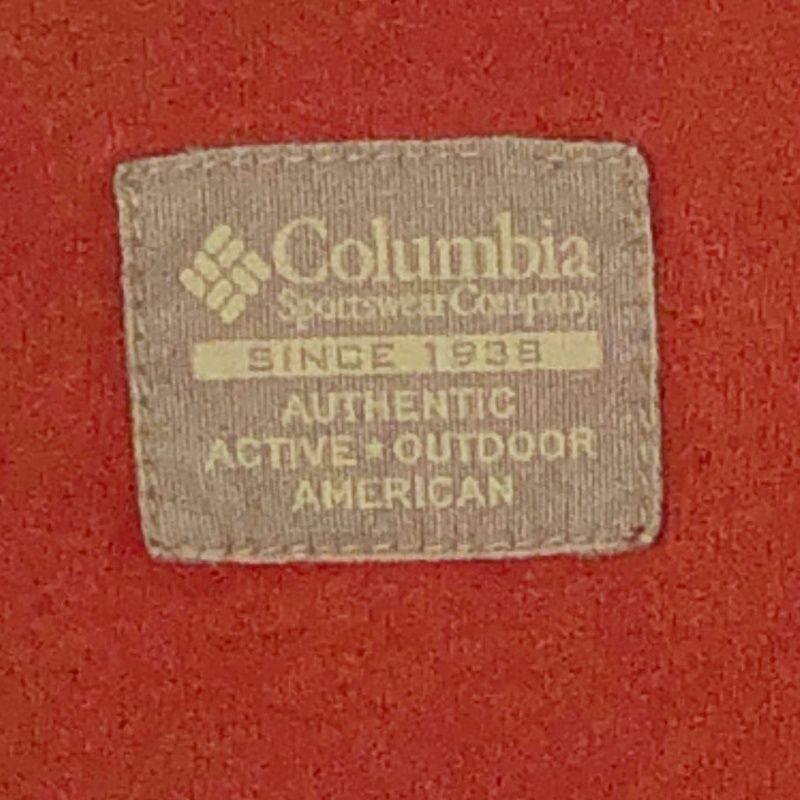 Columbia
Sportswear Company
SINCE 1938
AUTHENTIC
ACTIVE★OUTDOOR
AMERICAN